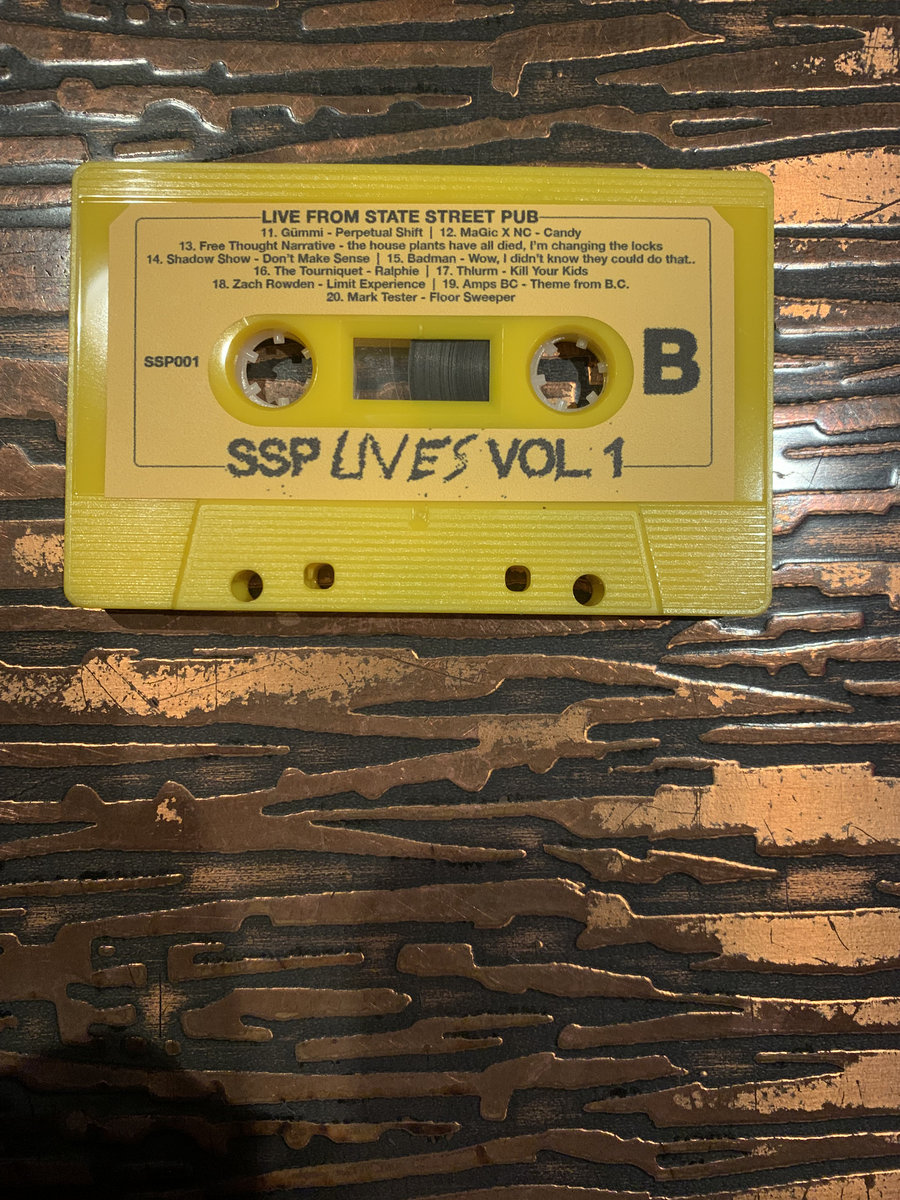 LIVE FROM STATE STREET PUB
11. Gümmi - Perpetual Shift | 12. MaGic X NC - Candy
13. Free Thought Narrative - the house plants have all died, I'm changing the locks
14. Shadow Show - Don't Make Sense | 15. Badman - Wow, I didn't know they could do that..
16. The Tourniquet - Ralphie | 17. Thlurm - Kill Your Kids
18. Zach Rowden - Limit Experience | 19. Amps BC - Theme from B.C.
20. Mark Tester - Floor Sweeper
SSP001
B
SSP LIVES VOL 1